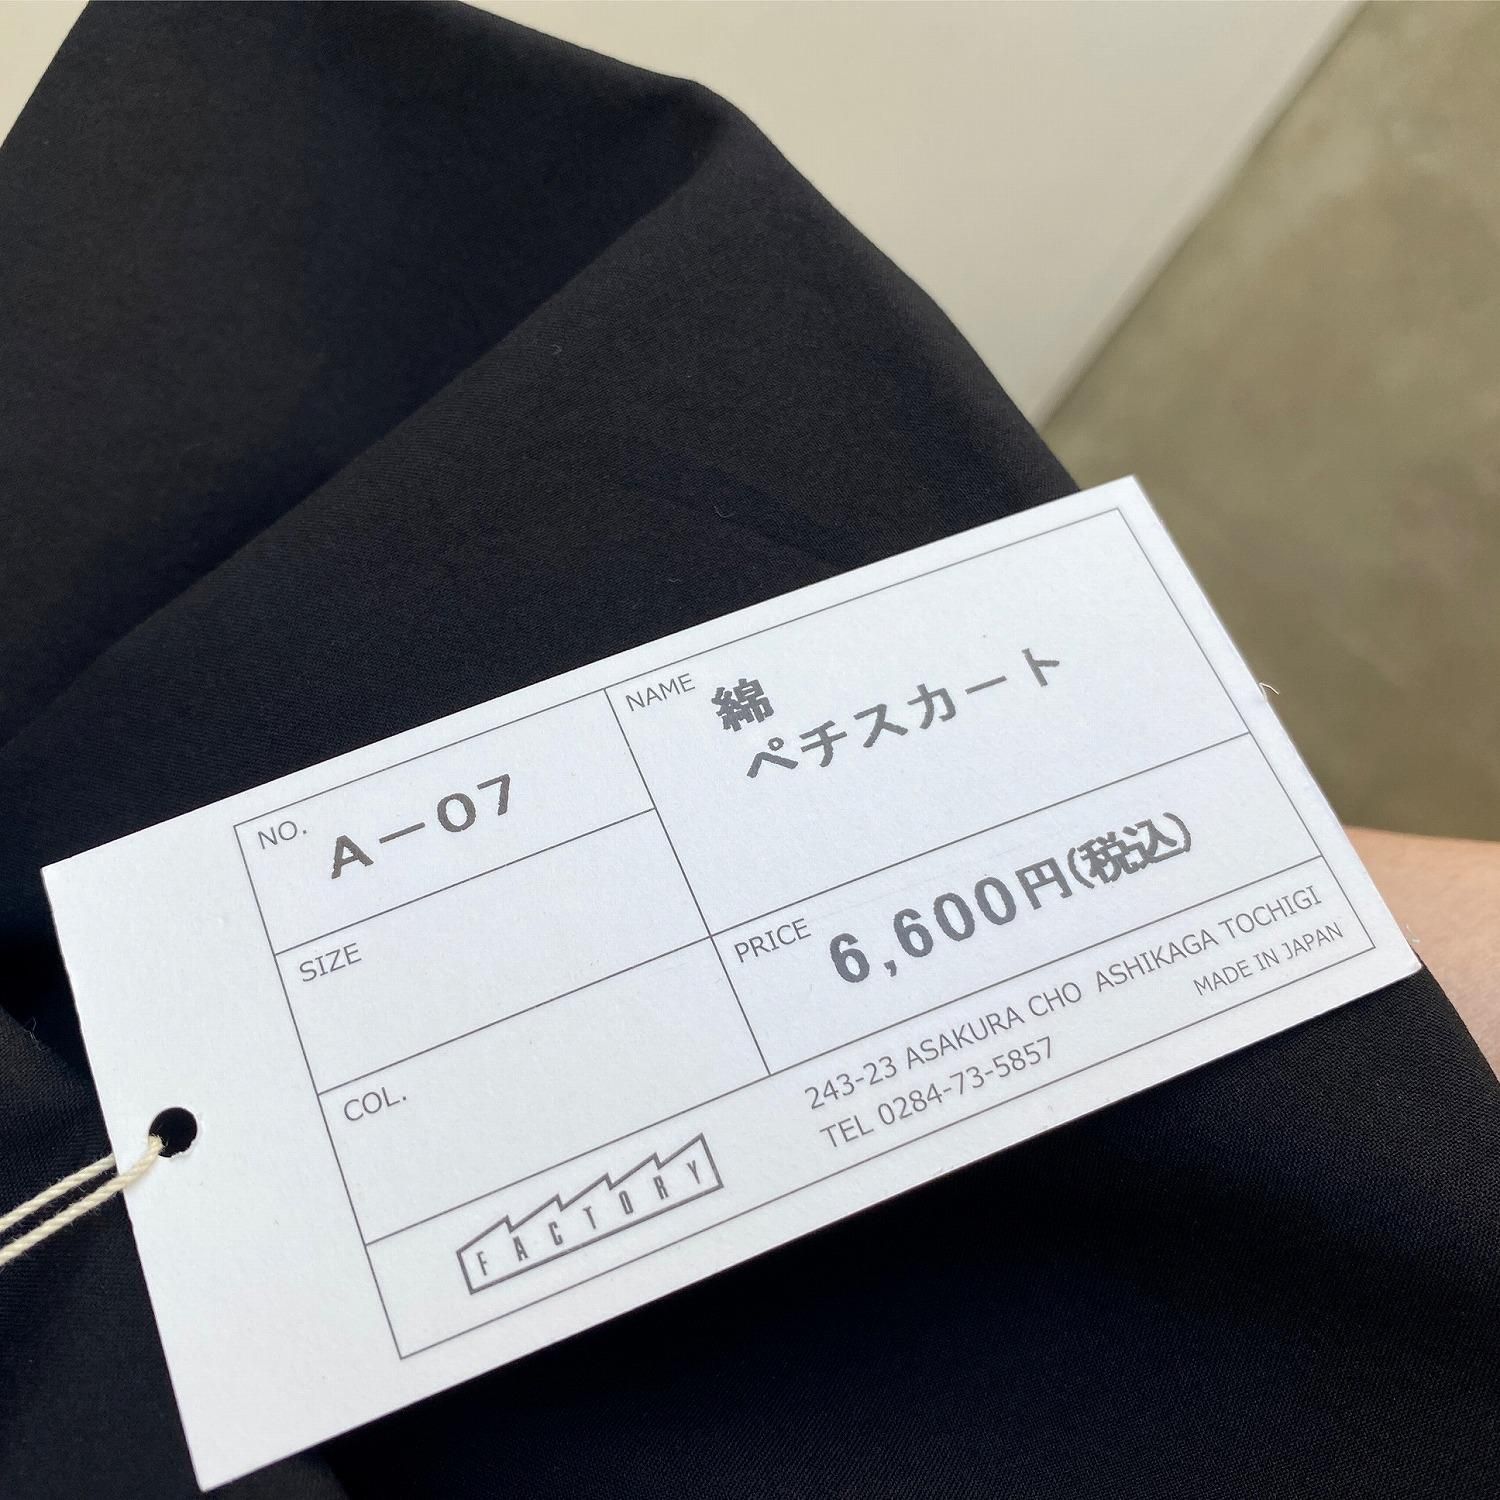 NO. A－07
NAME 綿
ペチスカート
SIZE
PRICE 6,600円(税込)
COL.
FACTORY
243-23 ASAKURA CHO ASHIKAGA TOCHIGI
TEL 0284-73-5857
MADE IN JAPAN